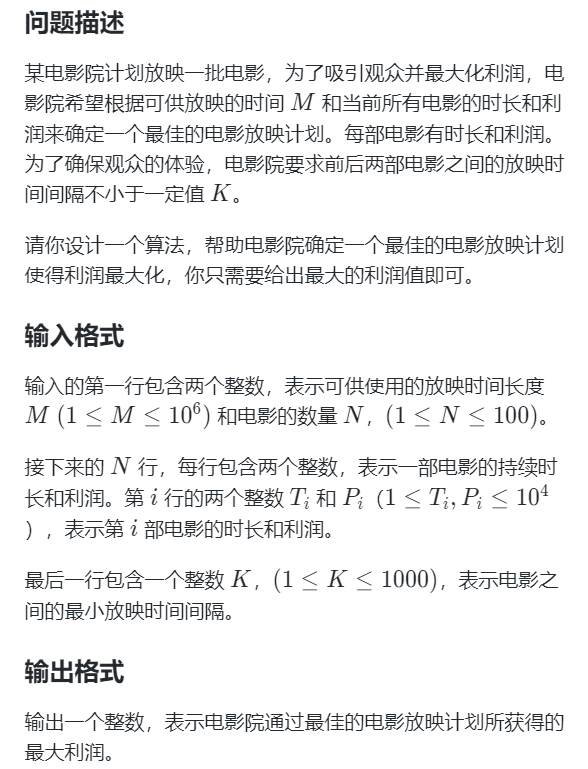 问题描述
某电影院计划放映一批电影，为了吸引观众并最大化利润，电
影院希望根据可供放映的时间 M 和当前所有电影的时长和利
润来确定一个最佳的电影放映计划。每部电影有时长和利润。
为了确保观众的体验，电影院要求前后两部电影之间的放映时
间间隔不小于一定值 K。
请你设计一个算法，帮助电影院确定一个最佳的电影放映计划
使得利润最大化，你只需要给出最大的利润值即可。
输入格式
输入的第一行包含两个整数，表示可供使用的放映时间长度
M (1 ≤ M ≤ 10⁶) 和电影的数量 N，(1 ≤ N ≤ 100)。
接下来的 N 行，每行包含两个整数，表示一部电影的持续时
长和利润。第 i 行的两个整数 Tᵢ 和 Pᵢ（1 ≤ Tᵢ, Pᵢ ≤ 10⁴
），表示第 i 部电影的时长和利润。
最后一行包含一个整数 K，(1 ≤ K ≤ 1000)，表示电影之
间的最小放映时间间隔。
输出格式
输出一个整数，表示电影院通过最佳的电影放映计划所获得的
最大利润。